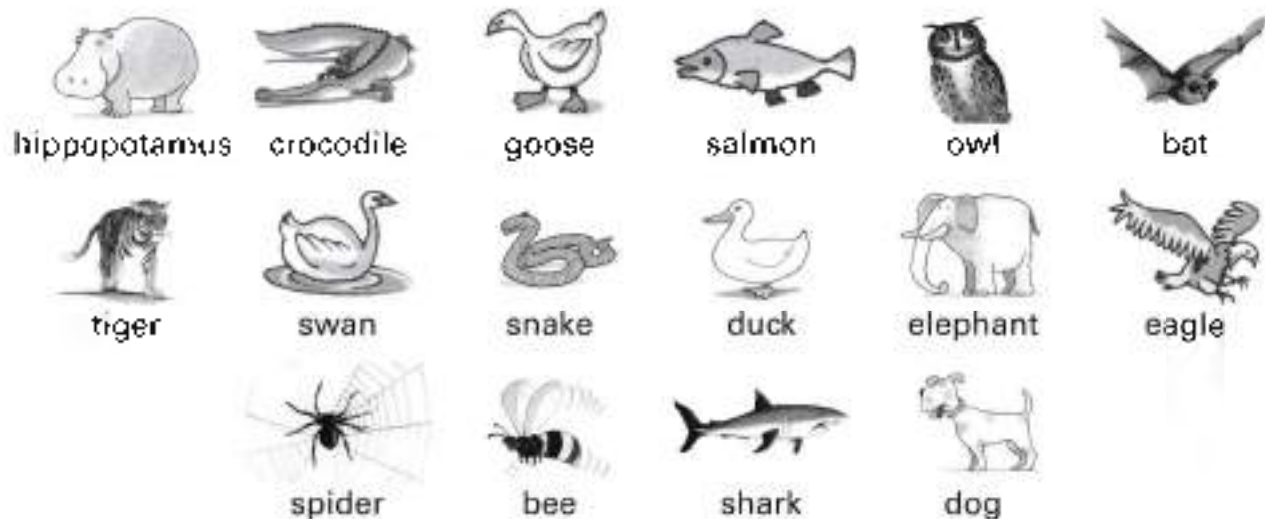 hippopotamus crocodile goose salmon owl bat
tiger swan snake duck elephant eagle
spider bee shark dog